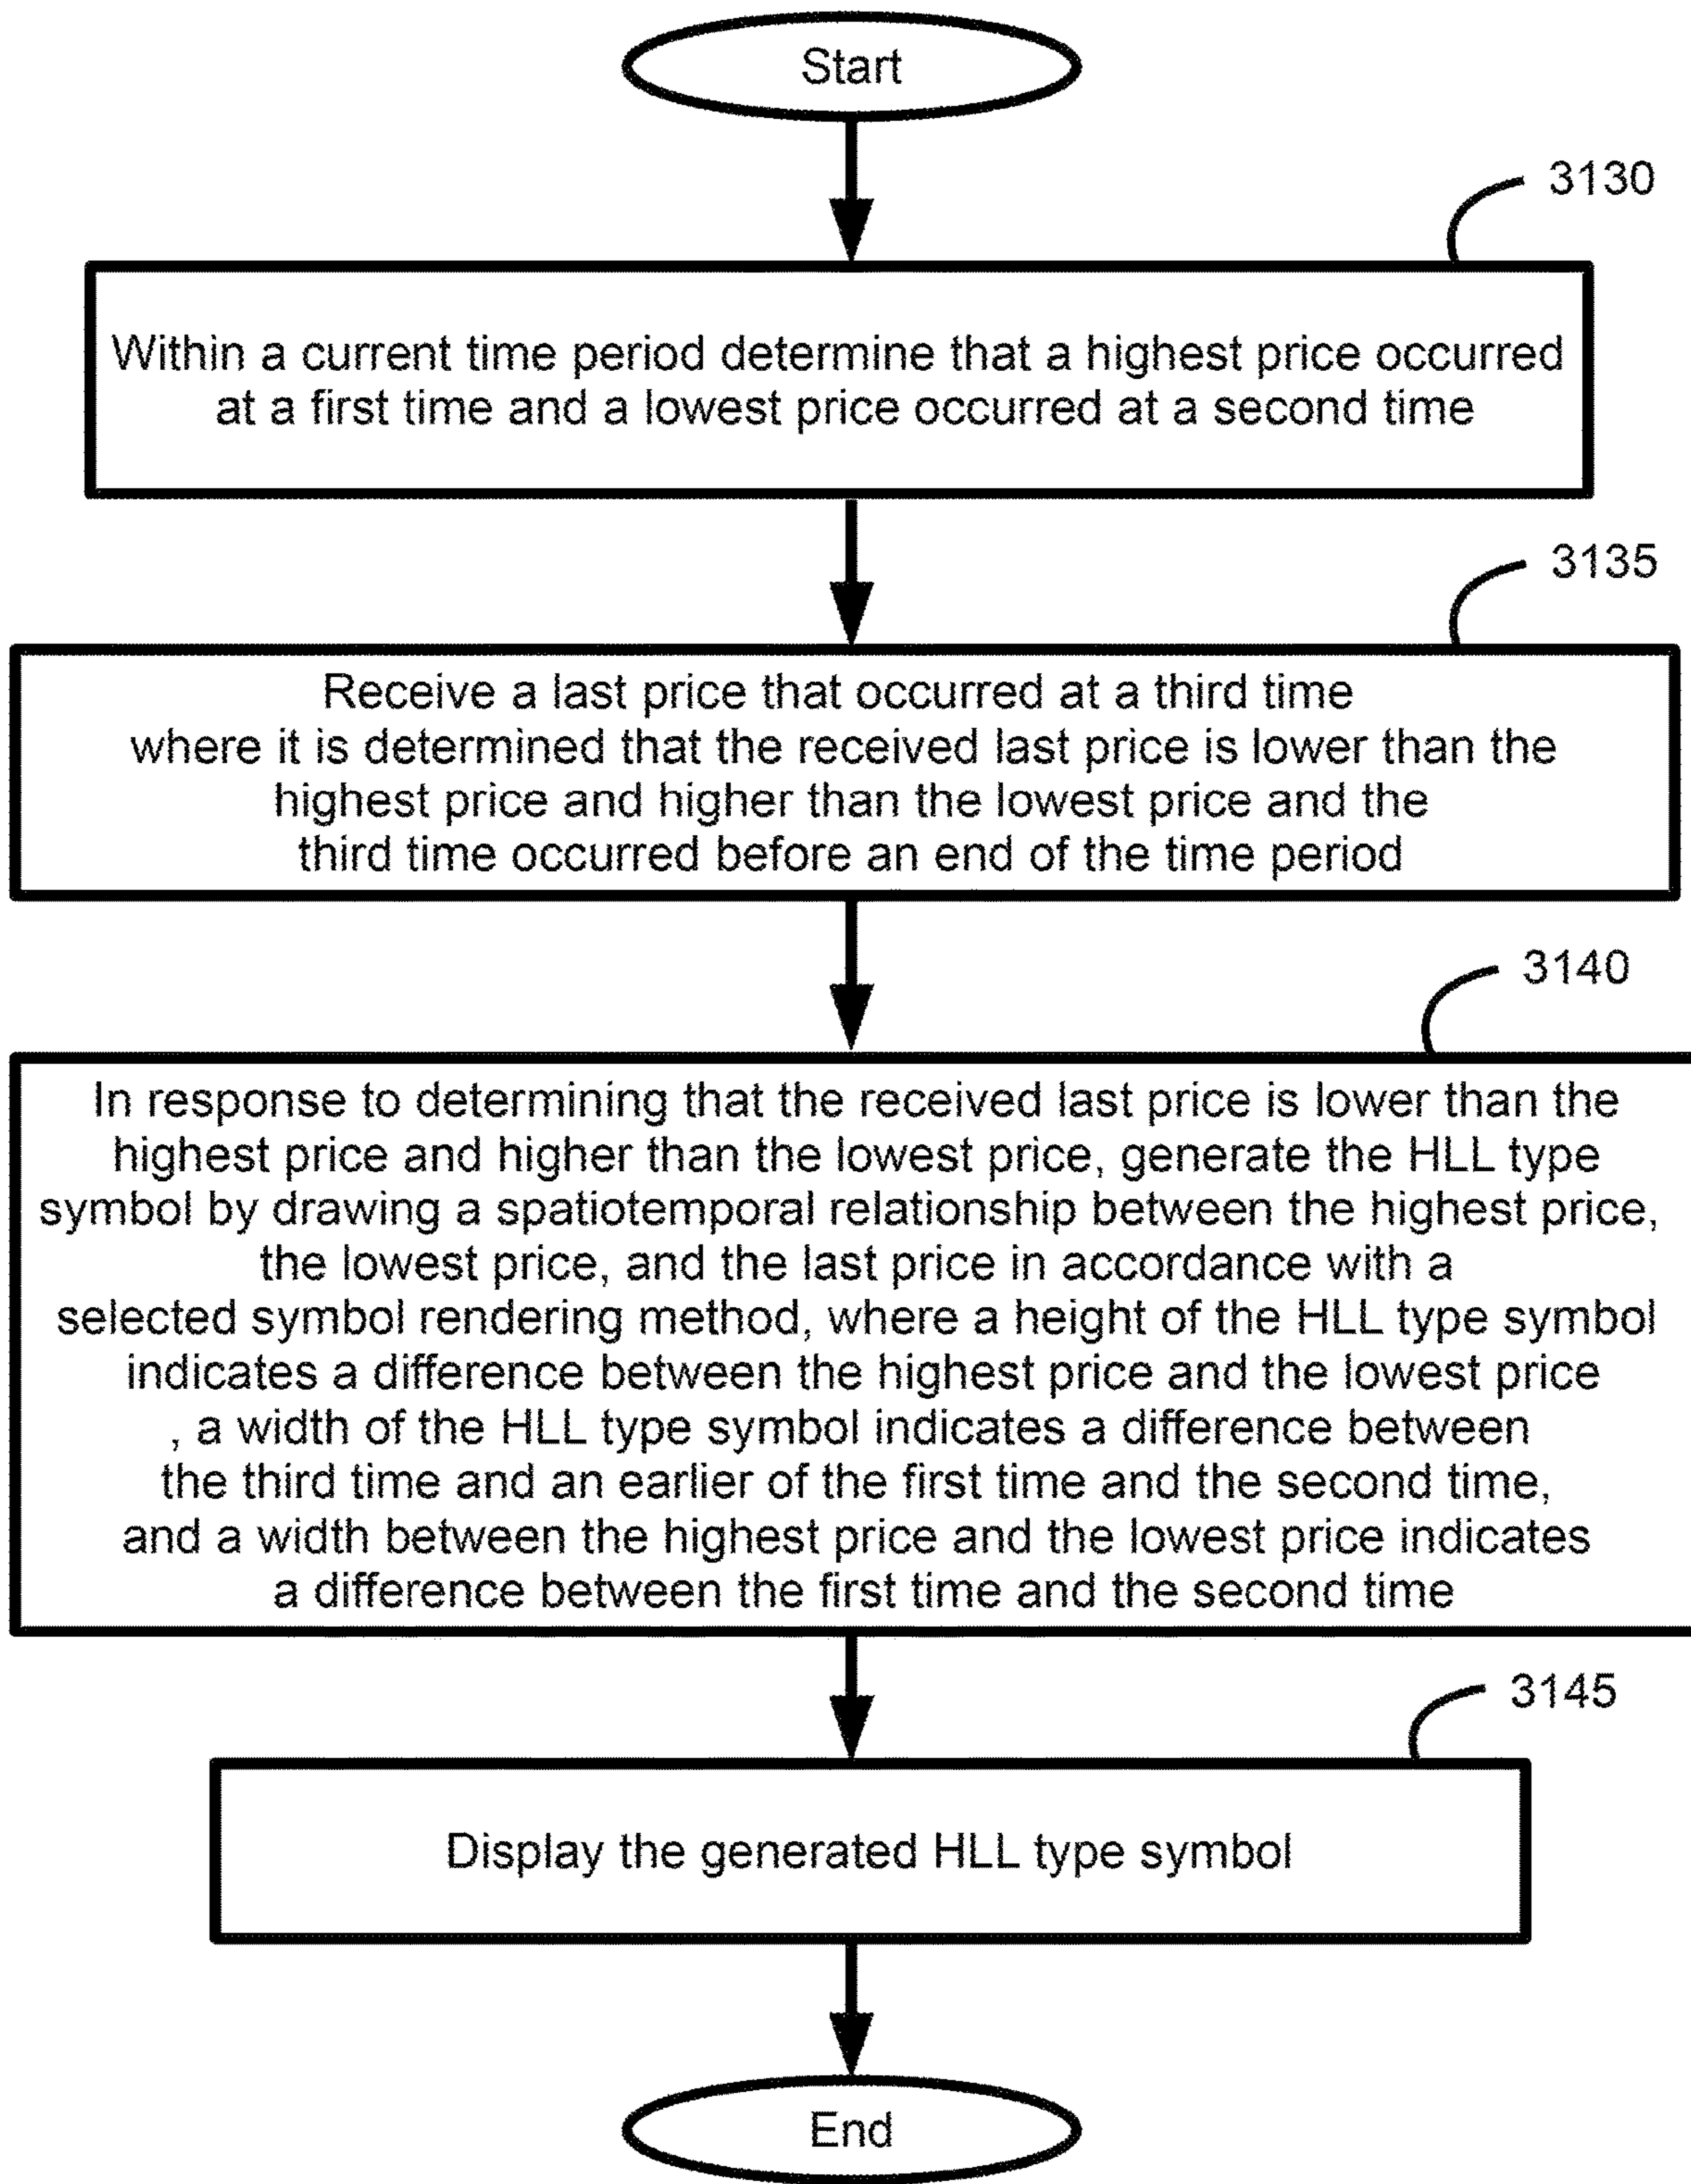 Start
3130
Within a current time period determine that a highest price occurred
at a first time and a lowest price occurred at a second time
3135
Receive a last price that occurred at a third time
where it is determined that the received last price is lower than the
highest price and higher than the lowest price and the
third time occurred before an end of the time period
3140
In response to determining that the received last price is lower than the
highest price and higher than the lowest price, generate the HLL type
symbol by drawing a spatiotemporal relationship between the highest price,
the lowest price, and the last price in accordance with a
selected symbol rendering method, where a height of the HLL type symbol
indicates a difference between the highest price and the lowest price
, a width of the HLL type symbol indicates a difference between
the third time and an earlier of the first time and the second time,
and a width between the highest price and the lowest price indicates
a difference between the first time and the second time
3145
Display the generated HLL type symbol
End